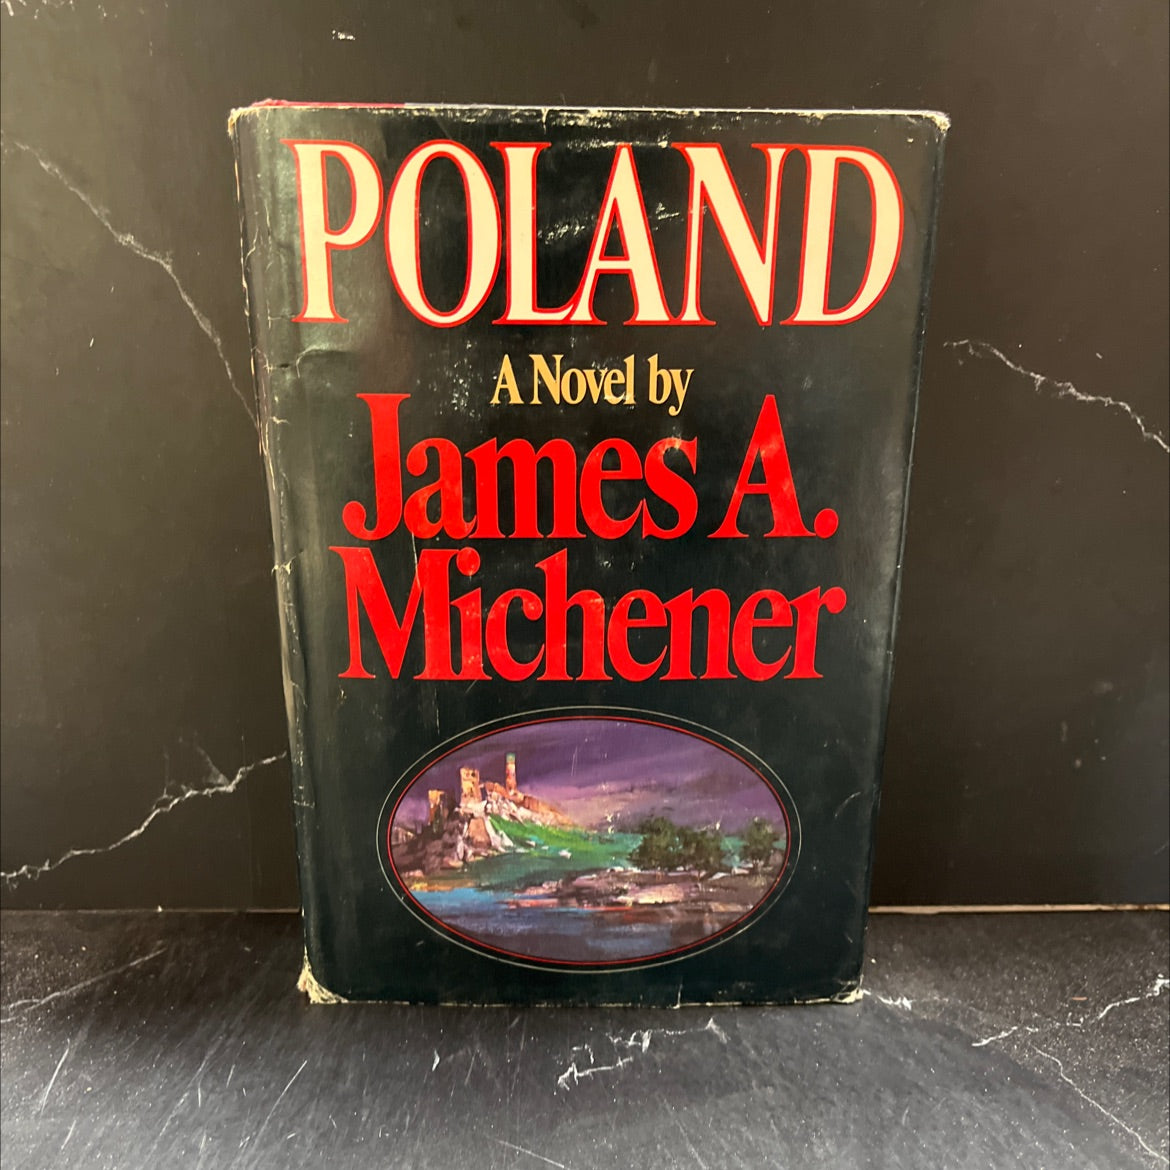 POLAND
A Novel by
James A.
Michener